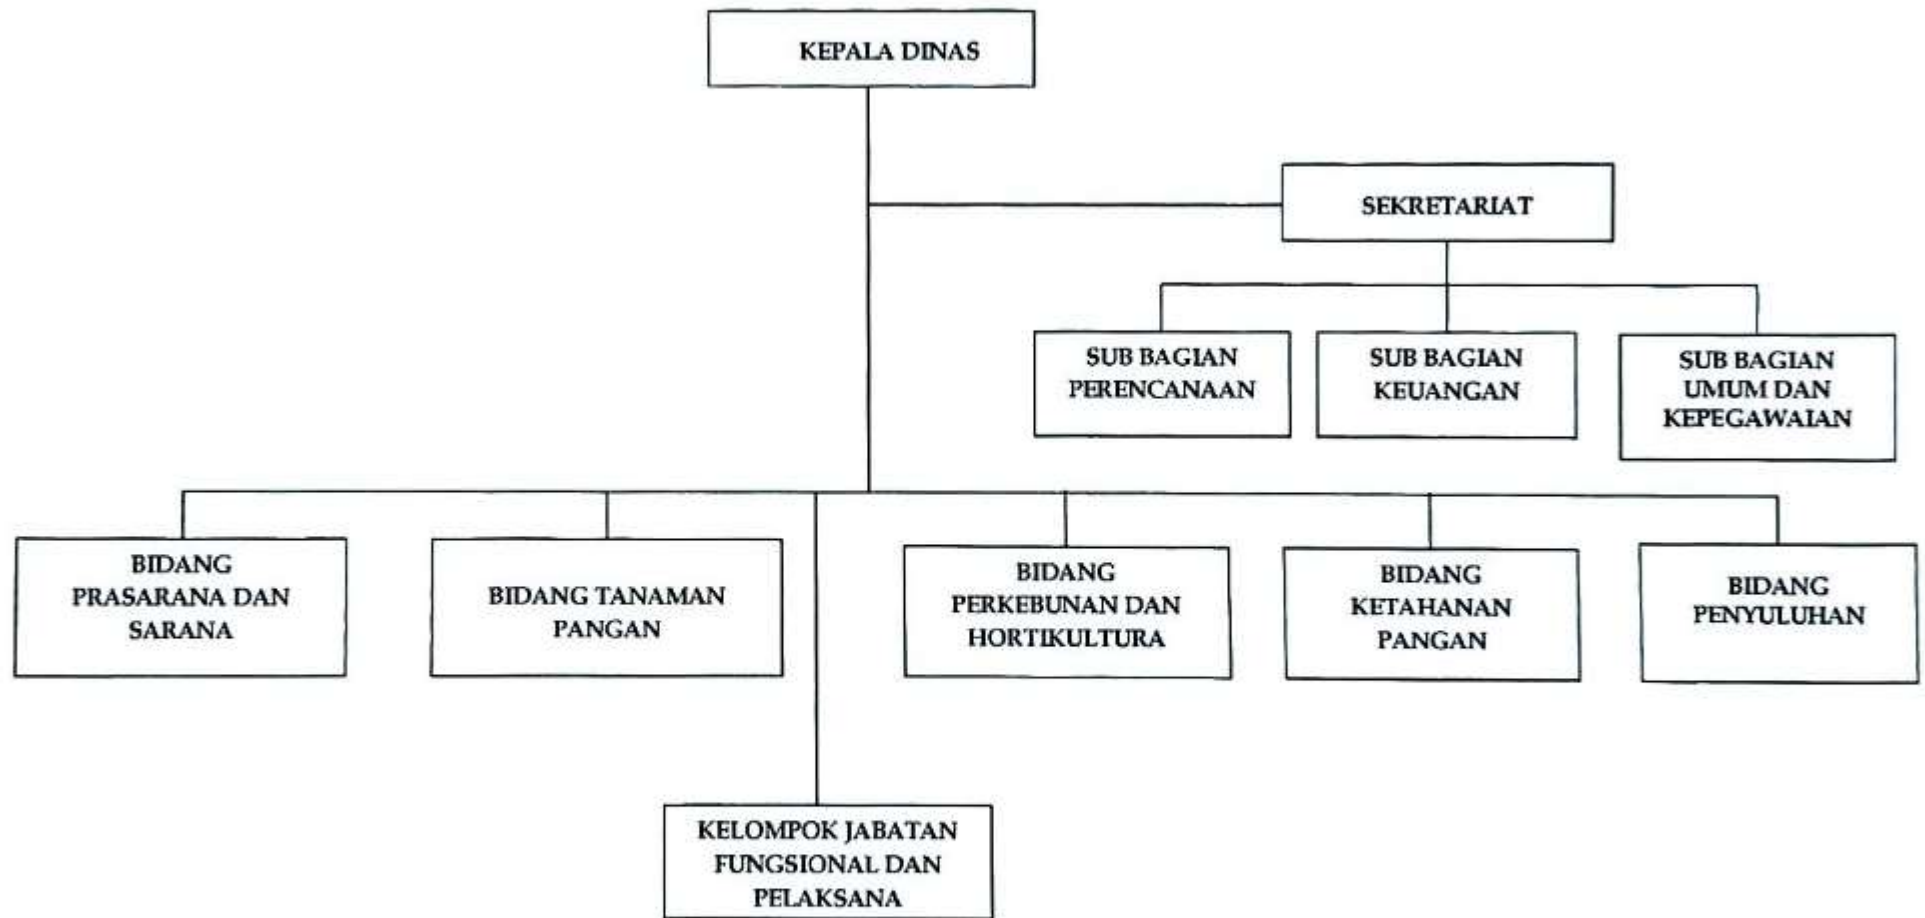 KEPALA DINAS
SEKRETARIAT
SUB BAGIAN
PERENCANAAN
SUB BAGIAN
KEUANGAN
SUB BAGIAN
UMUM DAN
KEPEGAWAIAN
BIDANG
PRASARANA DAN
SARANA
BIDANG TANAMAN
PANGAN
BIDANG
PERKEBUNAN DAN
HORTIKULTURA
BIDANG
KETAHANAN
PANGAN
BIDANG
PENYULUHAN
KELOMPOK JABATAN
FUNGSIONAL DAN
PELAKSANA